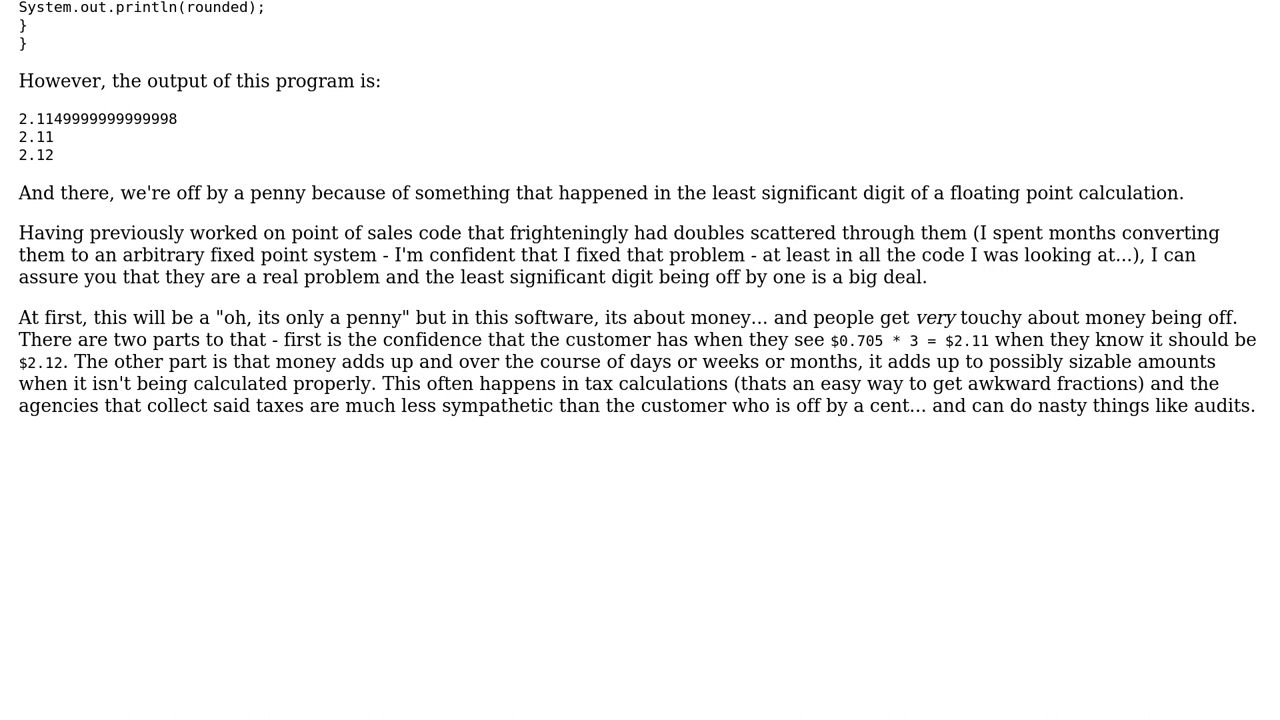 System.out.println(rounded);
}
}
However, the output of this program is:
2.1149999999999998
2.11
2.12
And there, we're off by a penny because of something that happened in the least significant digit of a floating point calculation.
Having previously worked on point of sales code that frighteningly had doubles scattered through them (I spent months converting
them to an arbitrary fixed point system - I'm confident that I fixed that problem - at least in all the code I was looking at...), I can
assure you that they are a real problem and the least significant digit being off by one is a big deal.
At first, this will be a "oh, its only a penny" but in this software, its about money... and people get very touchy about money being off.
There are two parts to that - first is the confidence that the customer has when they see $0.705 * 3 = $2.11 when they know it should be
$2.12. The other part is that money adds up and over the course of days or weeks or months, it adds up to possibly sizable amounts
when it isn't being calculated properly. This often happens in tax calculations (thats an easy way to get awkward fractions) and the
agencies that collect said taxes are much less sympathetic than the customer who is off by a cent... and can do nasty things like audits.